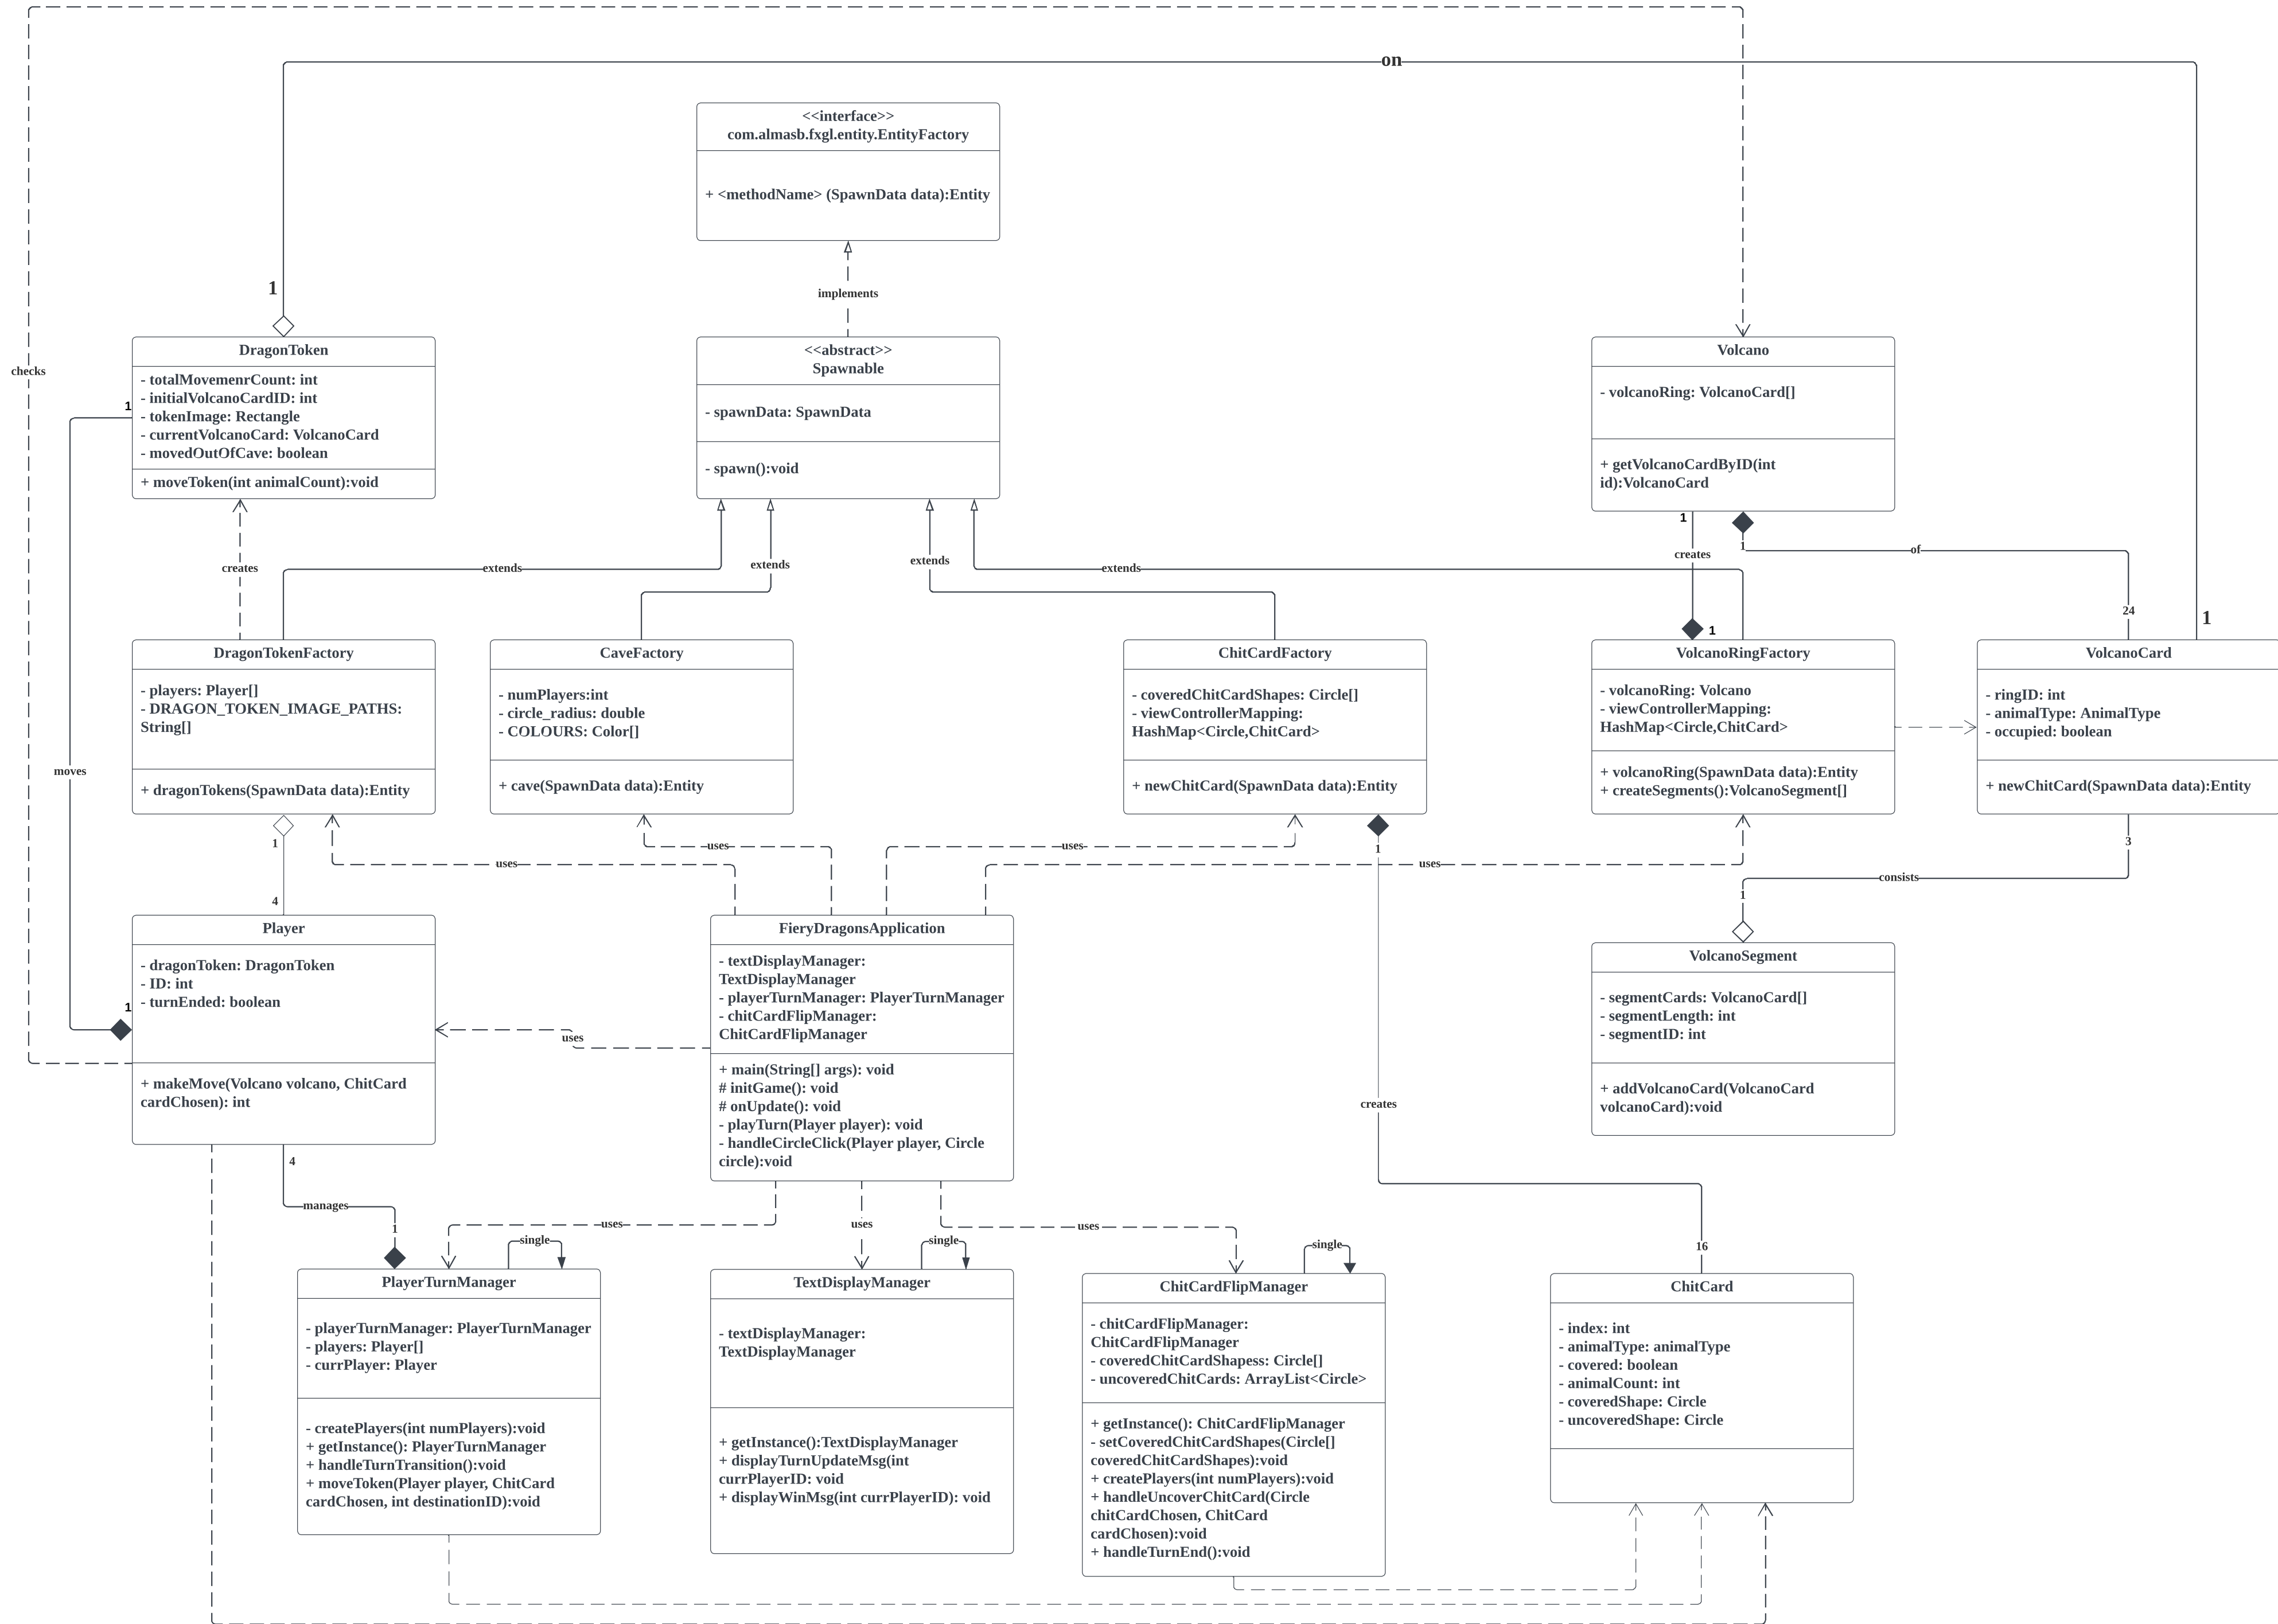 on
<<interface>>
com.almasb.fxgl.entity.EntityFactory
+ <methodName> (SpawnData data):Entity
1
implements
checks
DragonToken
- totalMovemenrCount: int
- initialVolcanoCardID: int
- tokenImage: Rectangle
- currentVolcanoCard: VolcanoCard
- movedOutOfCave: boolean
+ moveToken(int animalCount):void
1
<<abstract>>
Spawnable
- spawnData: SpawnData
- spawn():void
Volcano
- volcanoRing: VolcanoCard[]
+ getVolcanoCardByID(int
id):VolcanoCard
1
1
creates
of
creates
extends
extends
extends
extends
24
1
1
DragonTokenFactory
- players: Player[]
- DRAGON_TOKEN_IMAGE_PATHS:
String[]
+ dragonTokens(SpawnData data):Entity
CaveFactory
- numPlayers:int
- circle_radius: double
- COLOURS: Color[]
+ cave(SpawnData data):Entity
ChitCardFactory
- coveredChitCardShapes: Circle[]
- viewControllerMapping:
HashMap<Circle,ChitCard>
+ newChitCard(SpawnData data):Entity
VolcanoRingFactory
- volcanoRing: Volcano
- viewControllerMapping:
HashMap<Circle,ChitCard>
+ volcanoRing(SpawnData data):Entity
+ createSegments():VolcanoSegment[]
VolcanoCard
- ringID: int
- animalType: AnimalType
- occupied: boolean
+ newChitCard(SpawnData data):Entity
moves
1
4
uses
uses
uses
1
uses
3
consists
1
Player
- dragonToken: DragonToken
- ID: int
- turnEnded: boolean
+ makeMove(Volcano volcano, ChitCard
cardChosen): int
1
uses
FieryDragonsApplication
- textDisplayManager:
TextDisplayManager
- playerTurnManager: PlayerTurnManager
- chitCardFlipManager:
ChitCardFlipManager
+ main(String[] args): void
# initGame(): void
# onUpdate(): void
- playTurn(Player player): void
- handleCircleClick(Player player, Circle
circle):void
VolcanoSegment
- segmentCards: VolcanoCard[]
- segmentLength: int
- segmentID: int
+ addVolcanoCard(VolcanoCard
volcanoCard):void
creates
4
manages
1
uses
uses
uses
single
single
single
16
PlayerTurnManager
- playerTurnManager: PlayerTurnManager
- players: Player[]
- currPlayer: Player
- createPlayers(int numPlayers):void
+ getInstance(): PlayerTurnManager
+ handleTurnTransition():void
+ moveToken(Player player, ChitCard
cardChosen, int destinationID):void
TextDisplayManager
- textDisplayManager:
TextDisplayManager
+ getInstance():TextDisplayManager
+ displayTurnUpdateMsg(int
currPlayerID: void
+ displayWinMsg(int currPlayerID): void
ChitCardFlipManager
- chitCardFlipManager:
ChitCardFlipManager
- coveredChitCardShapess: Circle[]
- uncoveredChitCards: ArrayList<Circle>
+ getInstance(): ChitCardFlipManager
- setCoveredChitCardShapes(Circle[]
coveredChitCardShapes):void
+ createPlayers(int numPlayers):void
+ handleUncoverChitCard(Circle
chitCardChosen, ChitCard
cardChosen):void
+ handleTurnEnd():void
ChitCard
- index: int
- animalType: animalType
- covered: boolean
- animalCount: int
- coveredShape: Circle
- uncoveredShape: Circle